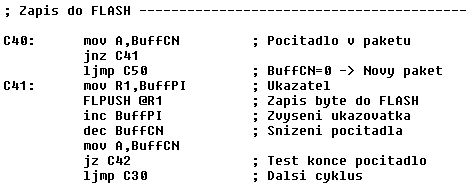 ; Zapis do FLASH -----------------------------------------
C40: mov A,BuffCN ; Pocitadlo v paketu
jnz C41
ljmp C50 ; BuffCN=0 -> Novy paket
C41: mov R1,BuffPI ; Ukazatel
FLPUSH @R1 ; Zapis byte do FLASH
inc BuffPI ; Zvyseni ukazovatka
dec BuffCN ; Snizeni pocitadla
mov A,BuffCN
jz C42 ; Test konce pocitadlo
ljmp C30 ; Dalsi cyklus